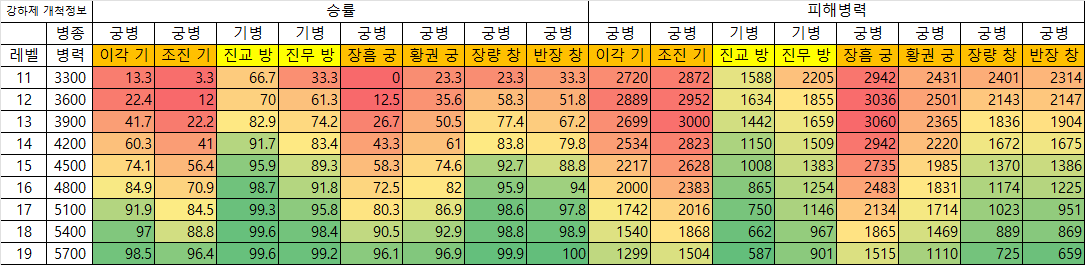 강하제 개척정보 승률 피해병력
병종 궁병 궁병 기병 기병 궁병 궁병 궁병 궁병 궁병 궁병 기병 기병 궁병 궁병 궁병 궁병
레벨 병력 이각 기 조진 기 진교 방 진무 방 장흠 궁 황권 궁 장량 창 반장 창 이각 기 조진 기 진교 방 진무 방 장흠 궁 황권 궁 장량 창 반장 창
11 3300 13.3 3.3 66.7 33.3 0 23.3 23.3 33.3 2720 2872 1588 2205 2942 2431 2401 2314
12 3600 22.4 12 70 61.3 12.5 35.6 58.3 51.8 2889 2952 1634 1855 3036 2501 2143 2147
13 3900 41.7 22.2 82.9 74.2 26.7 50.5 77.4 67.2 2699 3000 1442 1659 3060 2365 1836 1904
14 4200 60.3 41 91.7 83.4 43.3 61 83.8 79.8 2534 2823 1150 1509 2942 2220 1672 1675
15 4500 74.1 56.4 95.9 89.3 58.3 74.6 92.7 88.8 2217 2628 1008 1383 2735 1985 1370 1386
16 4800 84.9 70.9 98.7 91.8 72.5 82 95.9 94 2000 2383 865 1254 2483 1831 1174 1225
17 5100 91.9 84.5 99.3 95.8 80.3 86.9 98.6 97.8 1742 2016 750 1146 2134 1714 1023 951
18 5400 97 88.8 99.6 98.4 90.5 92.9 98.8 98.9 1540 1868 662 967 1865 1469 889 869
19 5700 98.5 96.4 99.6 99.2 96.1 96.9 99.9 100 1299 1504 587 901 1515 1110 725 659